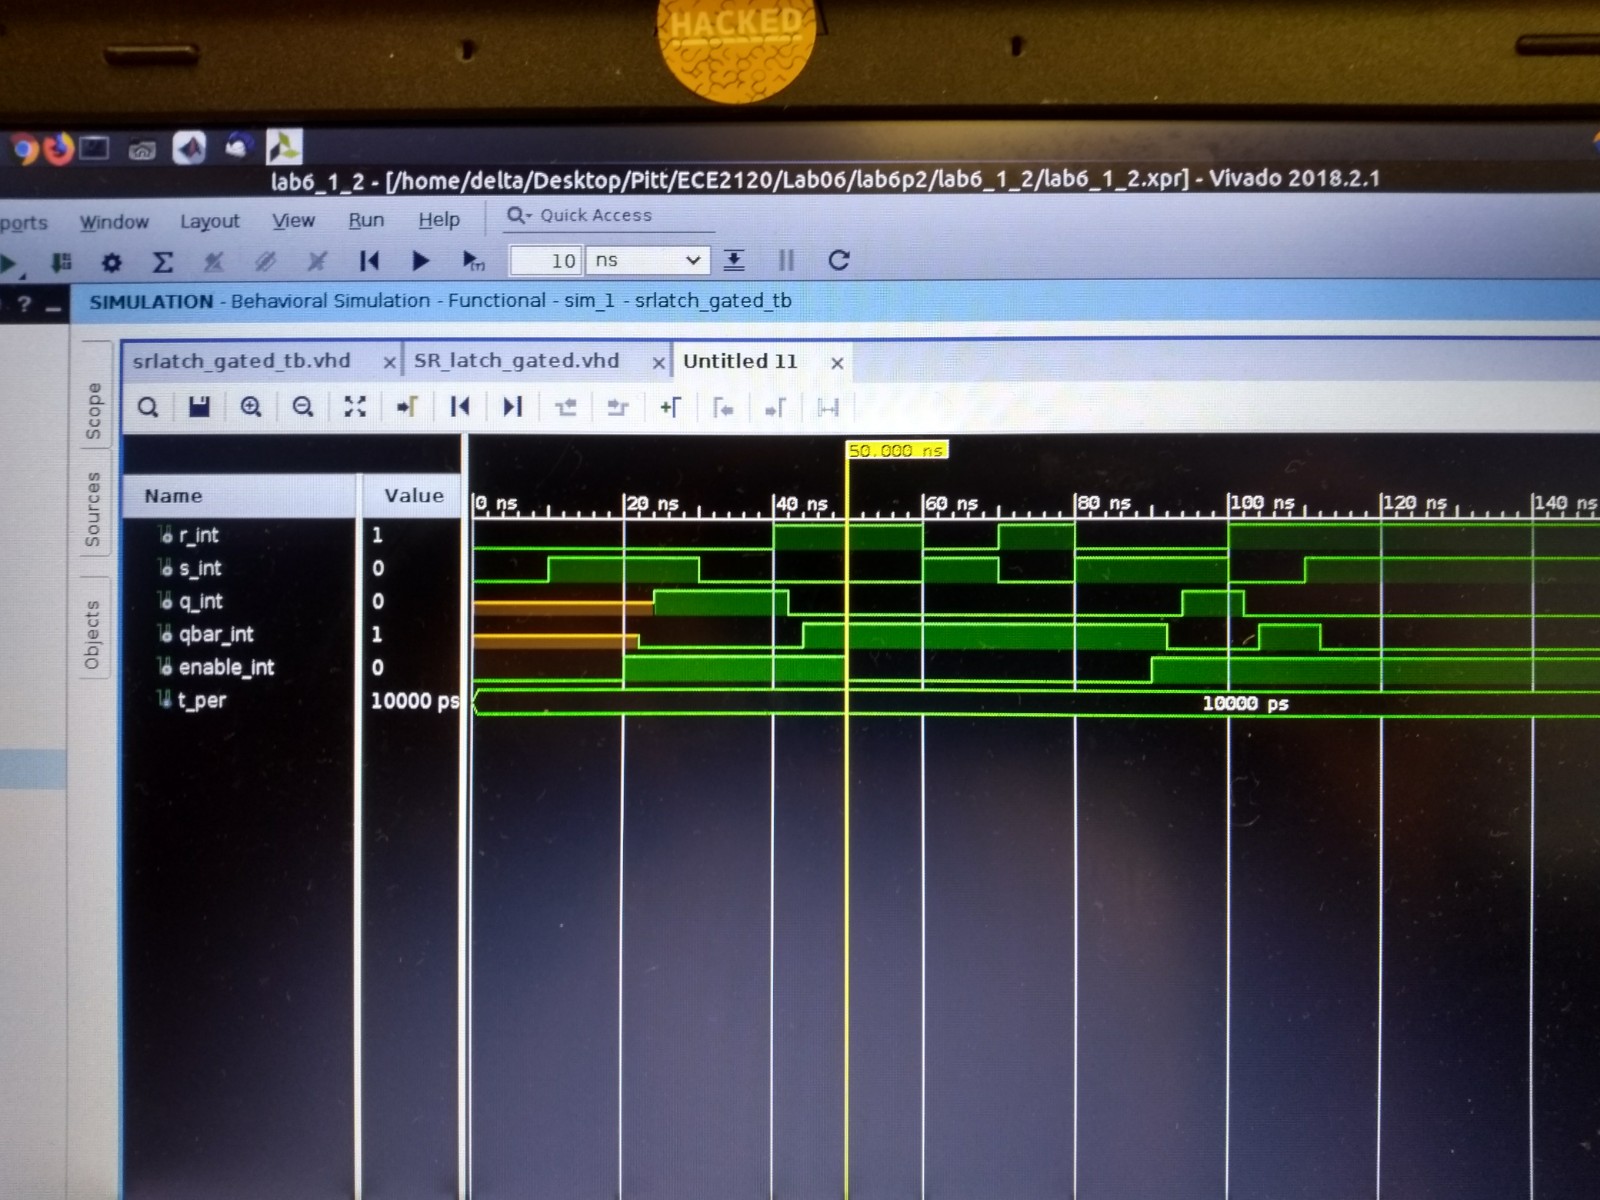 HACKED
lab6_1_2 - [/home/delta/Desktop/Pitt/ECE2120/Lab06/lab6p2/lab6_1_2/lab6_1_2.xpr] - Vivado 2018.2.1
ports Window Layout View Run Help Quick Access
10 ns
? SIMULATION - Behavioral Simulation - Functional - sim_1 - srlatch_gated_tb
srlatch_gated_tb.vhd SR_latch_gated.vhd Untitled 11
Scope
Sources
Objects
50.000 ns
Name Value 0 ns 20 ns 40 ns 60 ns 80 ns 100 ns 120 ns 140 ns
r_int 1
s_int 0
q_int 0
qbar_int 1
enable_int 0
t_per 10000 ps 10000 ps